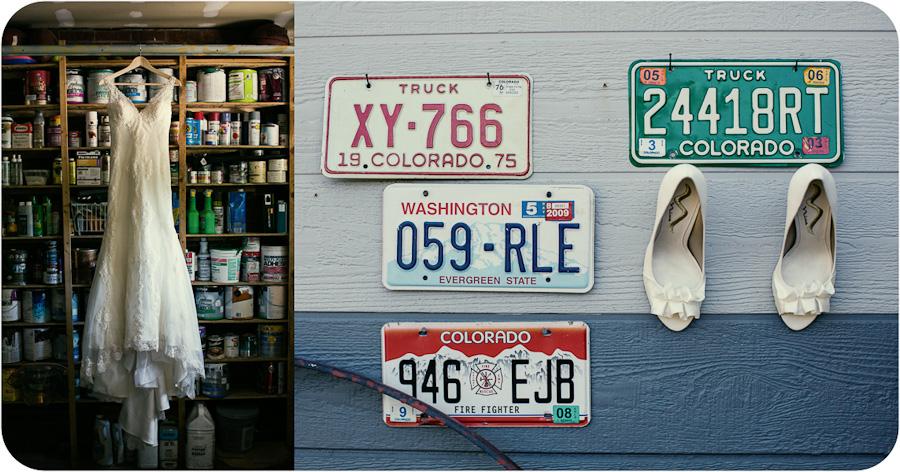 TRUCK
76
XY·766
19. COLORADO. 75
05 TRUCK 06
24418RT
3 COLORADO 03
WASHINGTON 5 2009
059-RLE
EVERGREEN STATE
COLORADO
946 EJB
9 FIRE FIGHTER 08